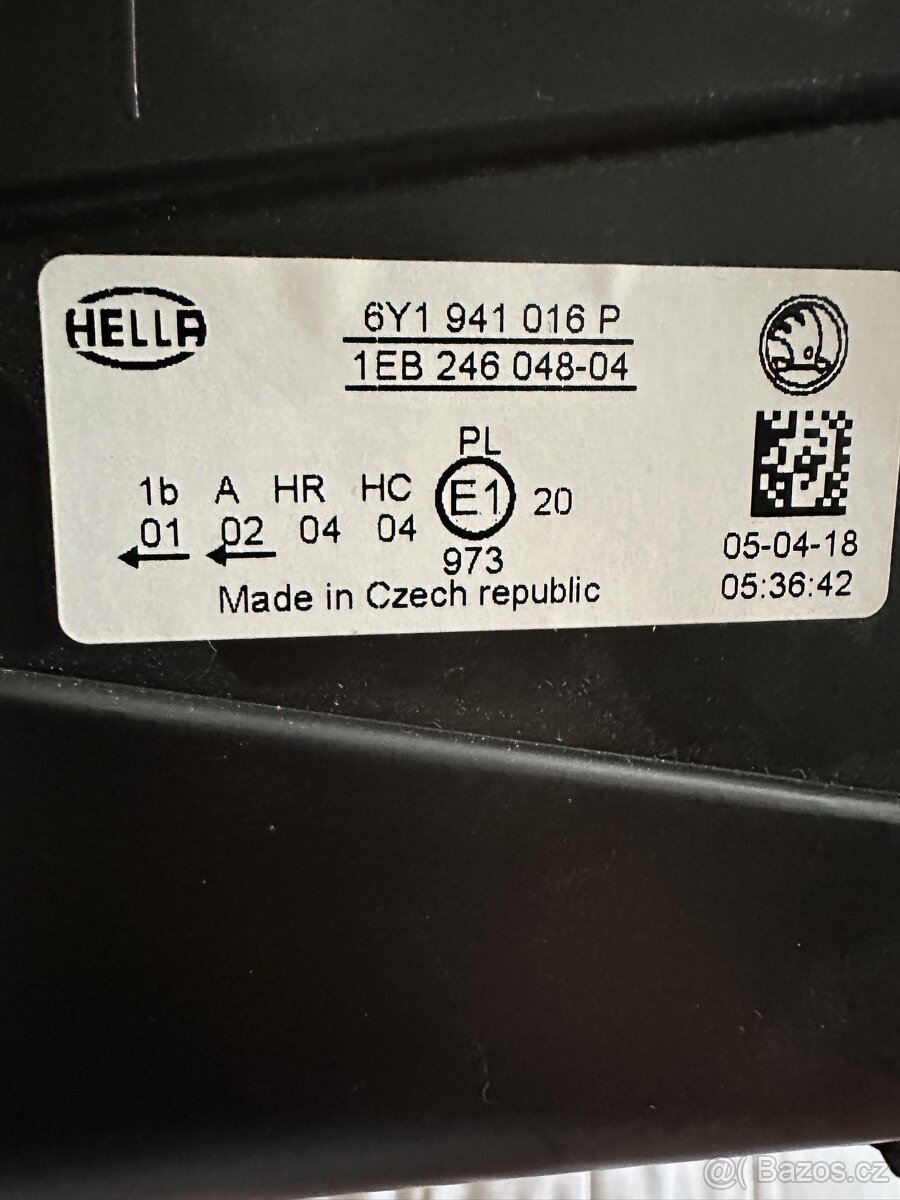 HELLA
6Y1 941 016 P
1EB 246 048-04
PL
1b A HR HC E1 20
01 02 04 04
973
Made in Czech republic
05-04-18
05:36:42
@( Bazos.cz